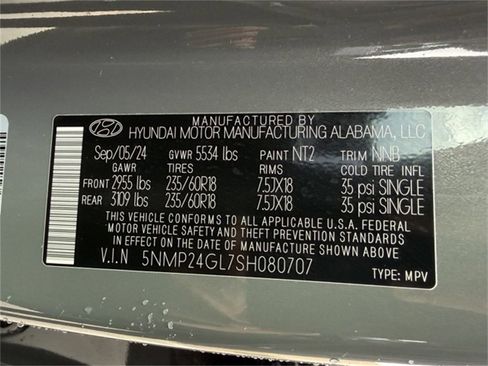 MANUFACTURED BY
HYUNDAI MOTOR MANUFACTURING ALABAMA, LLC
Sep/05/24 GVWR 5534 lbs PAINT NT2 TRIM NNB
GAWR TIRES RIMS COLD TIRE INFL
FRONT 2955 lbs 235/60R18 7.5JX18 35 psi SINGLE
REAR 3109 lbs 235/60R18 7.5JX18 35 psi SINGLE
THIS VEHICLE CONFORMS TO ALL APPLICABLE U.S.A. FEDERAL
MOTOR VEHICLE SAFETY AND THEFT PREVENTION STANDARDS
IN EFFECT ON THE DATE OF MANUFACTURE SHOWN ABOVE.
V.I.N 5NMP24GL7SH080707
TYPE: MPV